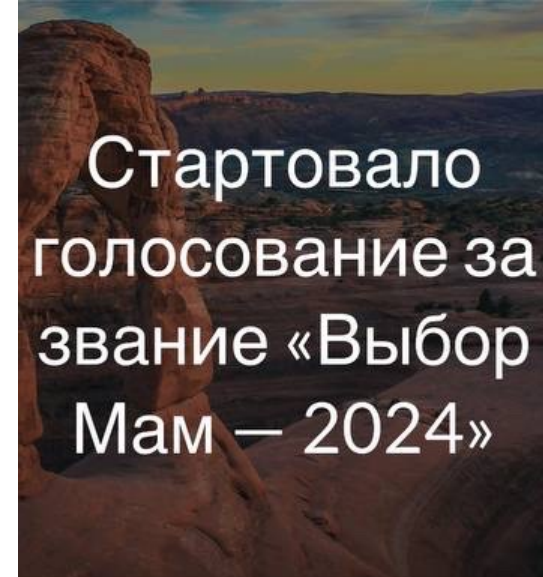 Стартовало
голосование за
звание «Выбор
Мам — 2024»